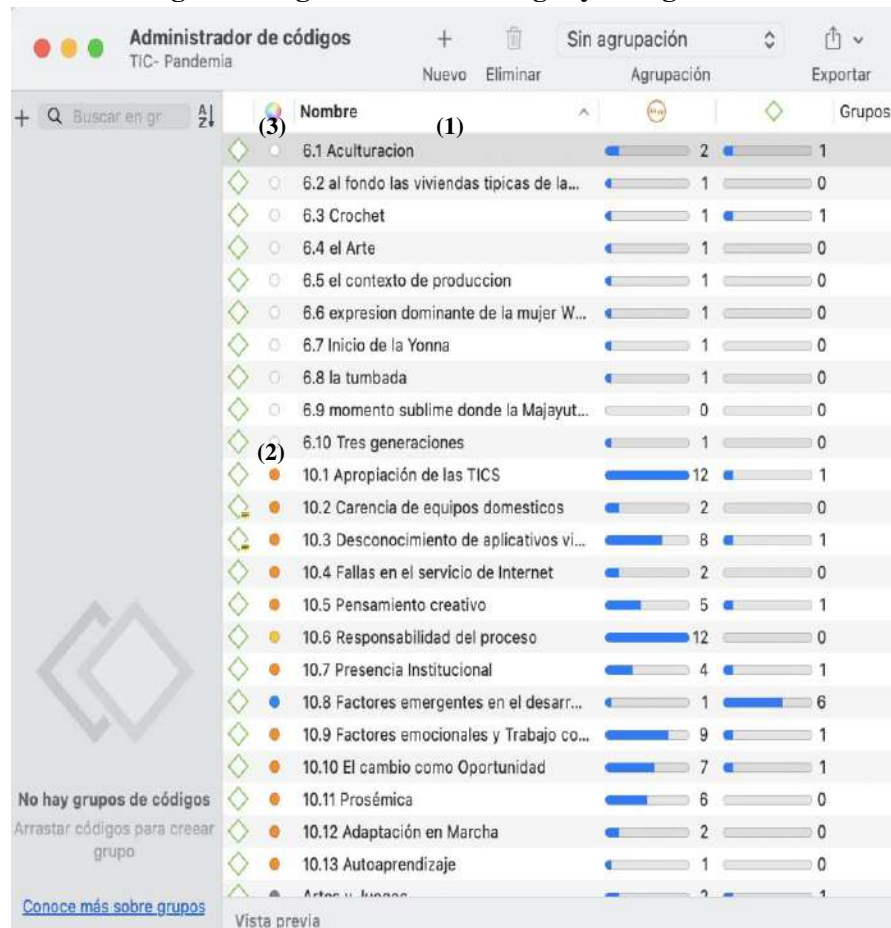 Administrador de códigos
TIC- Pandemia
Nuevo Eliminar Sin agrupación Agrupación Exportar
Buscar en gr
(3) Nombre (1) Grupos
6.1 Aculturacion 2 1
6.2 al fondo las viviendas tipicas de la... 1 0
6.3 Crochet 1 1
6.4 el Arte 1 0
6.5 el contexto de produccion 1 0
6.6 expresion dominante de la mujer W... 1 0
6.7 Inicio de la Yonna 1 0
6.8 la tumbada 1 0
6.9 momento sublime donde la Majayut... 0 0
6.10 Tres generaciones 1 0
(2)
10.1 Apropiación de las TICS 12 1
10.2 Carencia de equipos domesticos 2 0
10.3 Desconocimiento de aplicativos vi... 8 1
10.4 Fallas en el servicio de Internet 2 0
10.5 Pensamiento creativo 5 1
10.6 Responsabilidad del proceso 12 0
10.7 Presencia Institucional 4 1
10.8 Factores emergentes en el desarr... 1 6
10.9 Factores emocionales y Trabajo co... 9 1
10.10 El cambio como Oportunidad 7 1
10.11 Prosémica 6 0
10.12 Adaptación en Marcha 2 0
10.13 Autoaprendizaje 1 0
No hay grupos de códigos
Arrastar códigos para creear
grupo
Conoce más sobre grupos
Vista previa